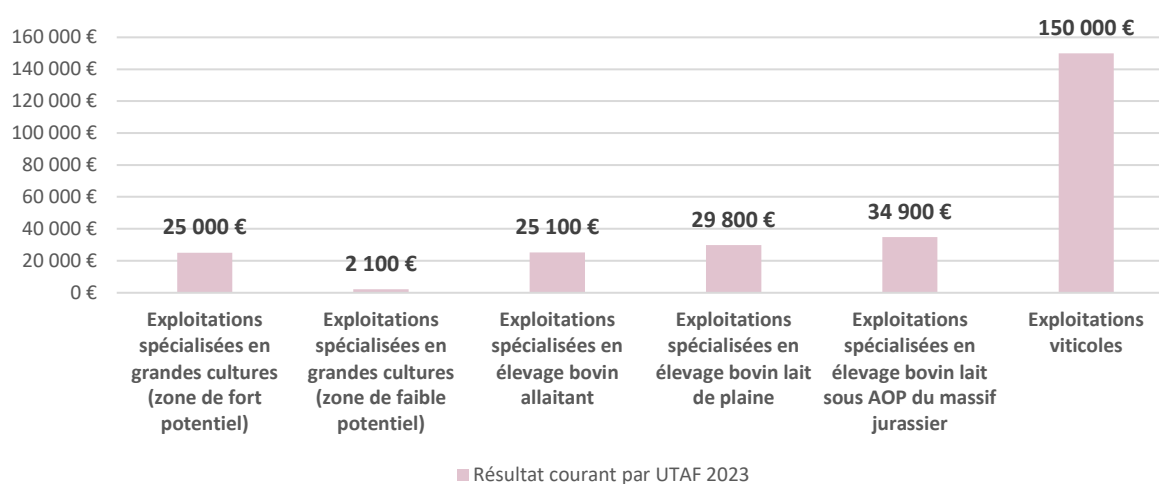 160 000 €
140 000 €
120 000 €
100 000 €
80 000 €
60 000 €
40 000 €
20 000 €
0 €
25 000 €
2 100 €
25 100 €
29 800 €
34 900 €
150 000 €
Exploitations
spécialisées en
grandes cultures
(zone de fort
potentiel)
Exploitations
spécialisées en
grandes cultures
(zone de faible
potentiel)
Exploitations
spécialisées en
élevage bovin
allaitant
Exploitations
spécialisées en
élevage bovin lait
de plaine
Exploitations
spécialisées en
élevage bovin lait
sous AOP du massif
jurassier
Exploitations
viticoles
Résultat courant par UTAF 2023